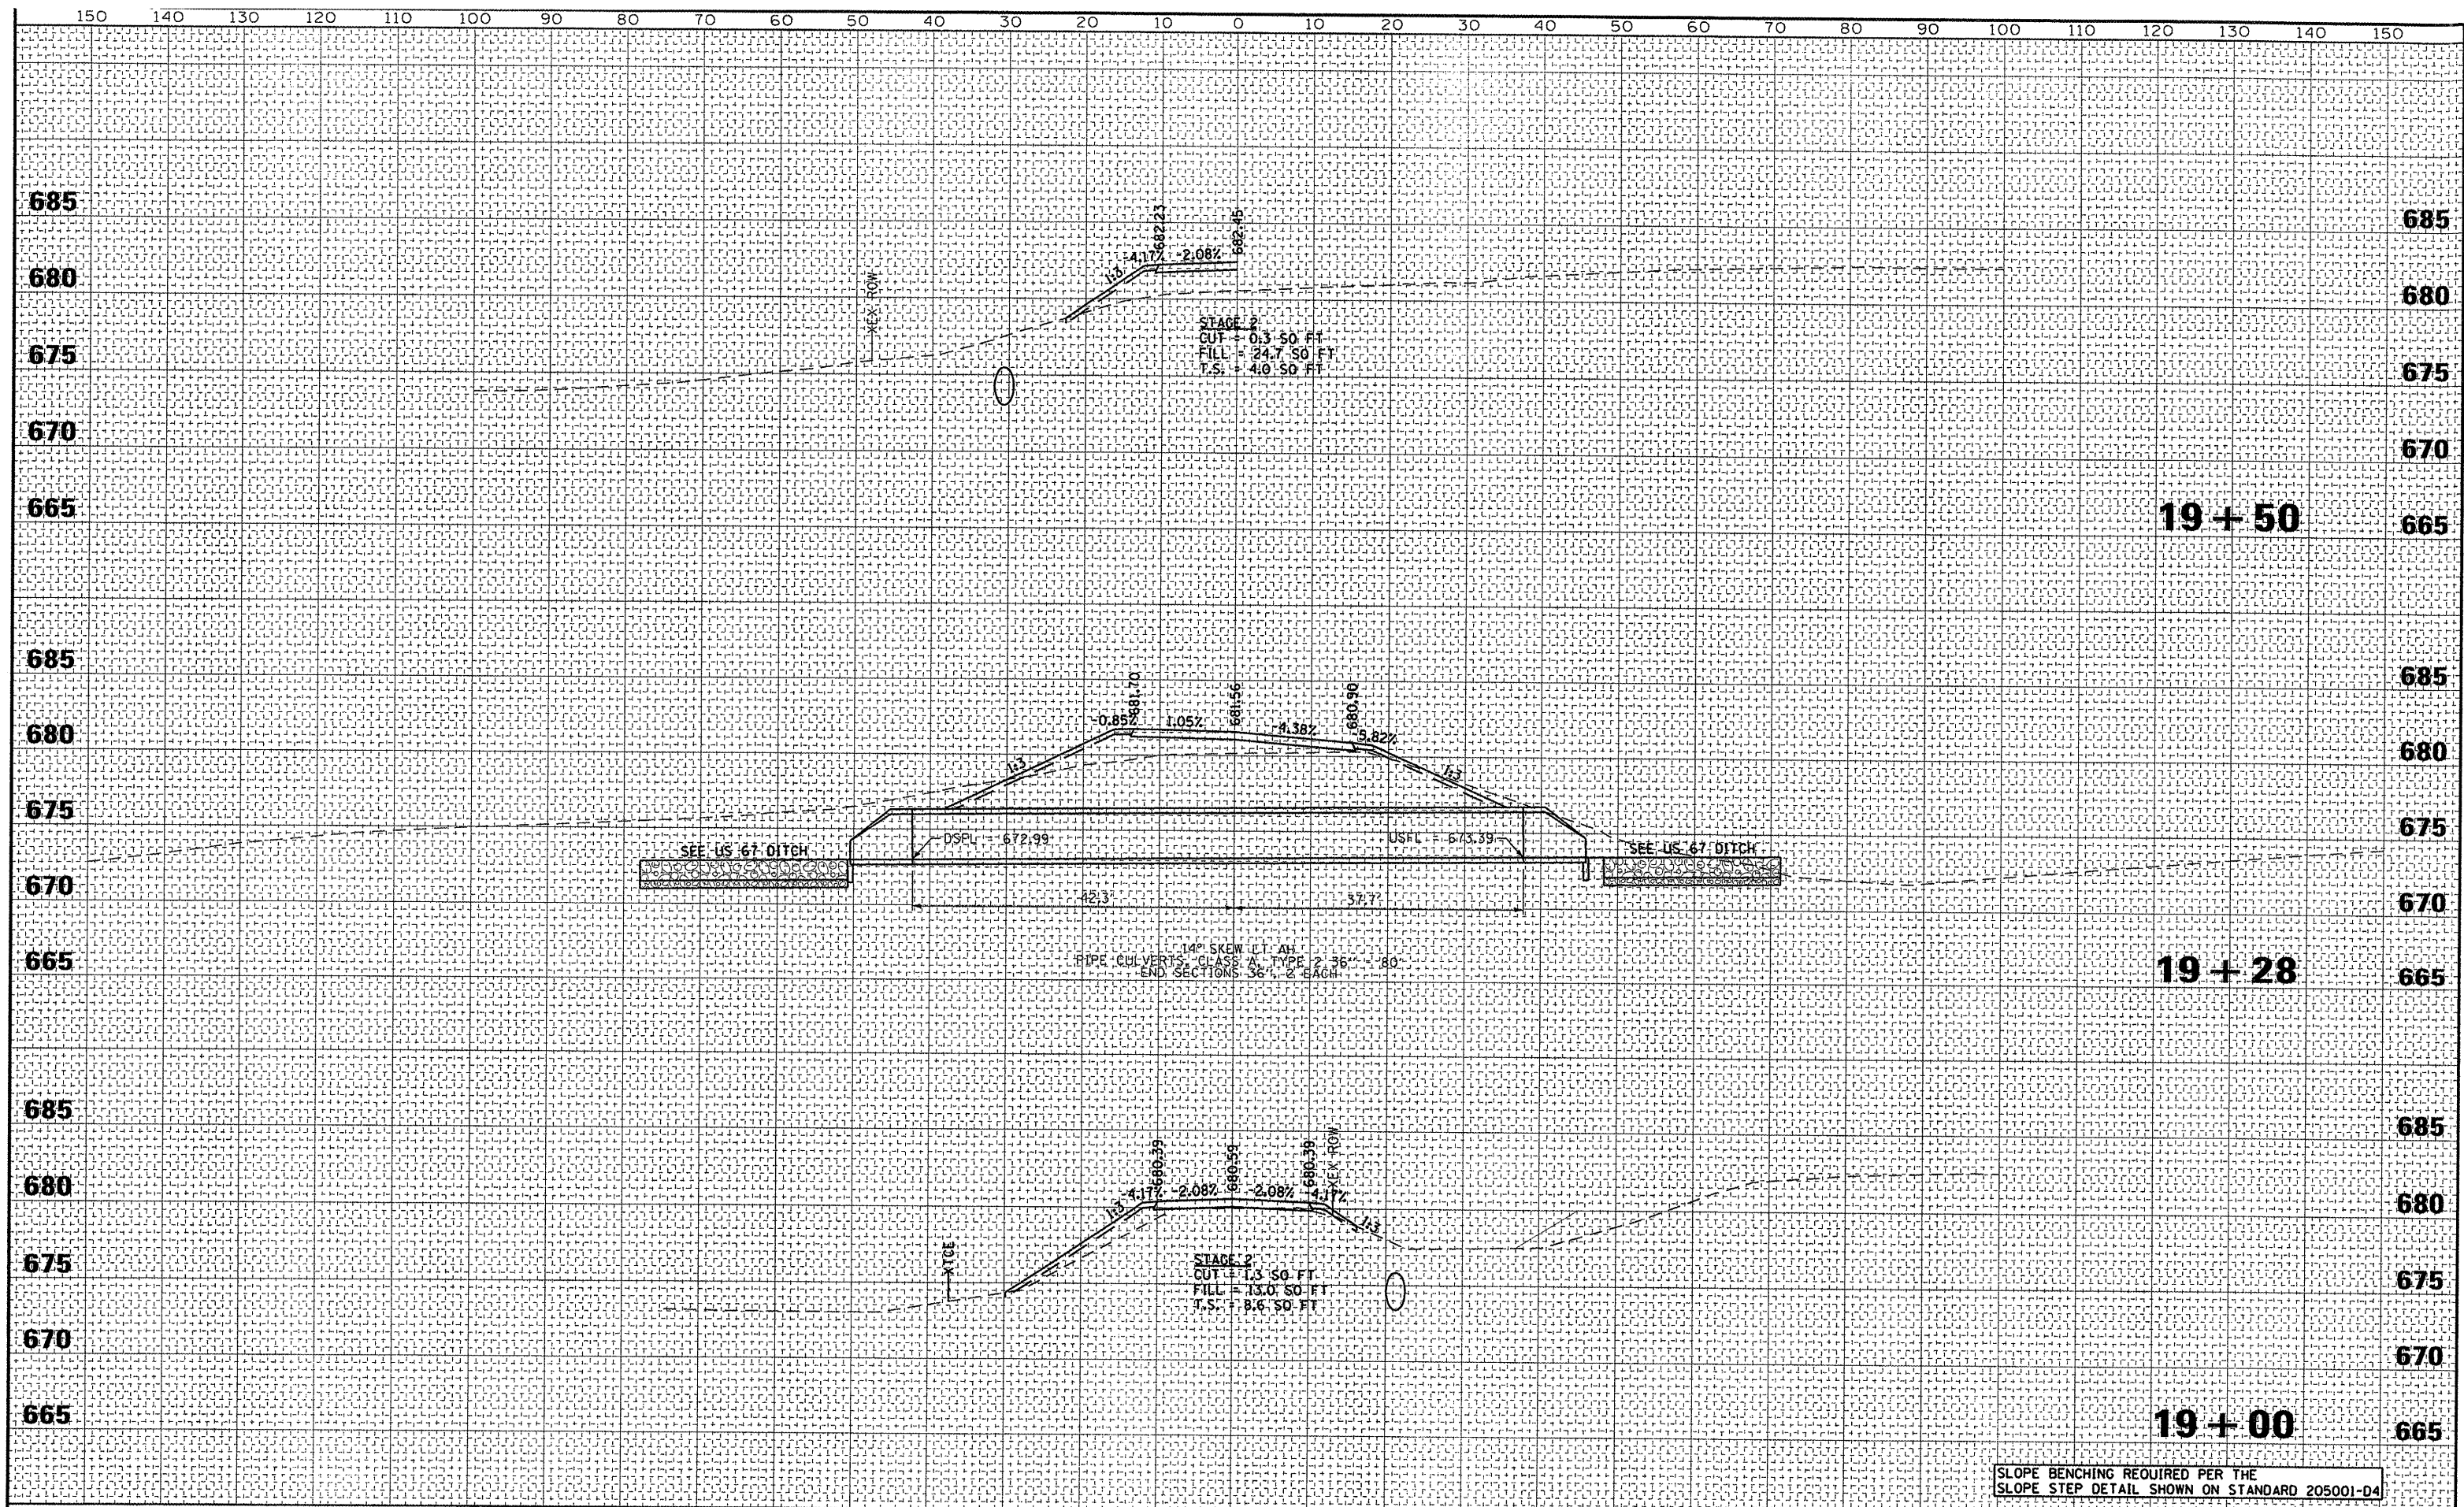 150 140 130 120 110 100 90 80 70 60 50 40 30 20 10 0 10 20 30 40 50 60 70 80 90 100 110 120 130 140 150
685 685
682.23
682.45
-4.17% -2.08%
1:3
XEX ROW
680 680
STAGE 2
CUT = 0.3 SQ FT
FILL = 24.7 SQ FT
T.S. = 4.0 SQ FT
675 675
670 670
665 665
19+50
685 685
681.70
681.56
680.90
-0.85% 1.05% -4.38% -5.82%
680 680
1:3 1:3
675 675
DSFL = 672.99 USFL = 673.39
SEE US 67 DITCH SEE US 67 DITCH
670 670
42.3' 37.7'
14° SKEW LT AH
PIPE CULVERTS, CLASS A, TYPE 2 36" - 80'
END SECTIONS 36", 2 EACH
665 665
19+28
685 685
680.39
680.59
680.39
XEX ROW
680 680
-4.17% -2.08% -2.08% -4.17%
1:3 1:3
XTCE
STAGE 2
CUT = 1.3 SQ FT
FILL = 13.0 SQ FT
T.S. = 8.6 SQ FT
675 675
670 670
665 665
19+00
SLOPE BENCHING REQUIRED PER THE
SLOPE STEP DETAIL SHOWN ON STANDARD 205001-D4